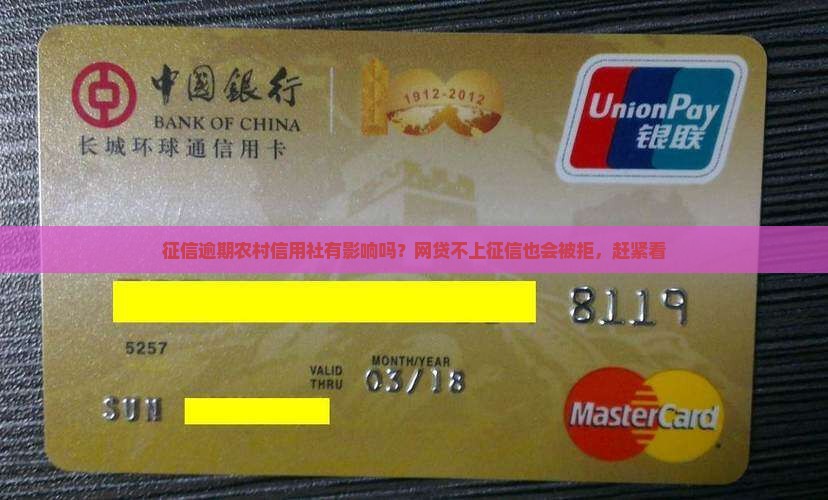 中國銀行
BANK OF CHINA
长城环球通信用卡
1912-2012
UnionPay
银联
征信逾期农村信用社有影响吗？网贷不上征信也会被拒，赶紧看
8119
5257
VALID THRU
MONTH/YEAR
03/18
SUN
MasterCard